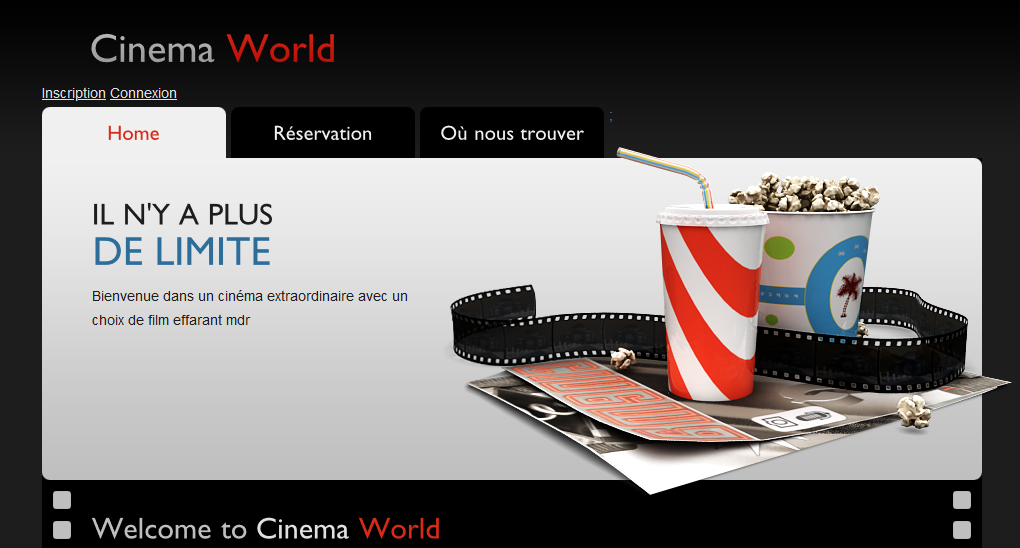 Cinema World
Inscription Connexion
Home Réservation Où nous trouver ;
IL N'Y A PLUS
DE LIMITE
Bienvenue dans un cinéma extraordinaire avec un
choix de film effarant mdr
Welcome to Cinema World